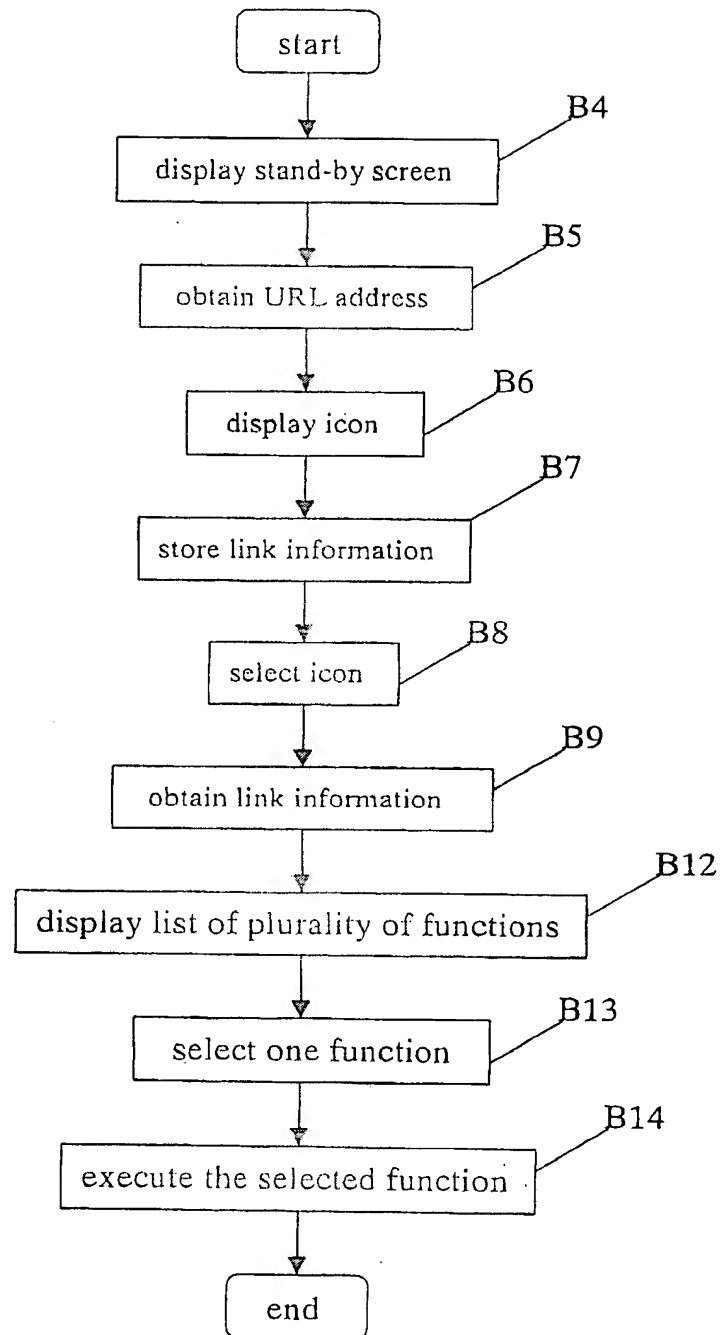 start
B4
display stand-by screen
B5
obtain URL address
B6
display icon
B7
store link information
B8
select icon
B9
obtain link information
B12
display list of plurality of functions
B13
select one function
B14
execute the selected function
end